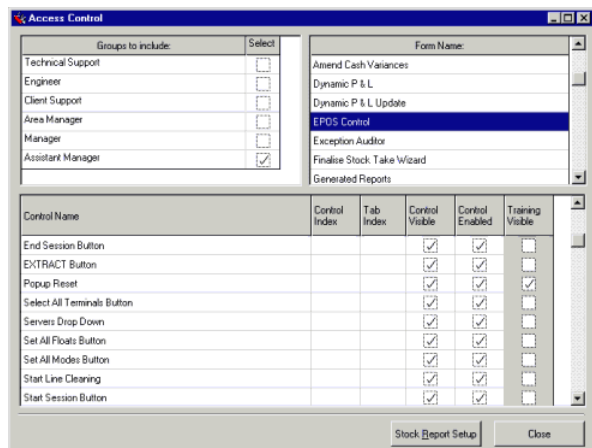 Access Control
Groups to include: Select
Technical Support
Engineer
Client Support
Area Manager
Manager
Assistant Manager
Form Name:
Amend Cash Variances
Dynamic P & L
Dynamic P & L Update
EPOS Control
Exception Auditor
Finalise Stock Take Wizard
Generated Reports
Control Name Control Index Tab Index Control Visible Control Enabled Training Visible
End Session Button
EXTRACT Button
Popup Reset
Select All Terminals Button
Servers Drop Down
Set All Floats Button
Set All Modes Button
Start Line Cleaning
Start Session Button
Stock Report Setup Close